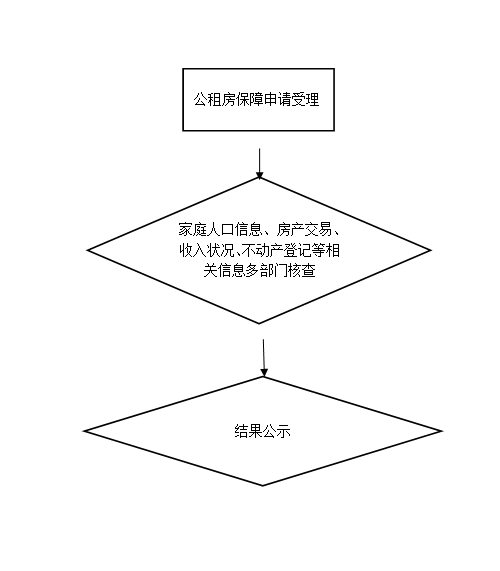 公租房保障申请受理
家庭人口信息、房产交易、
收入状况、不动产登记等相
关信息多部门核查
结果公示